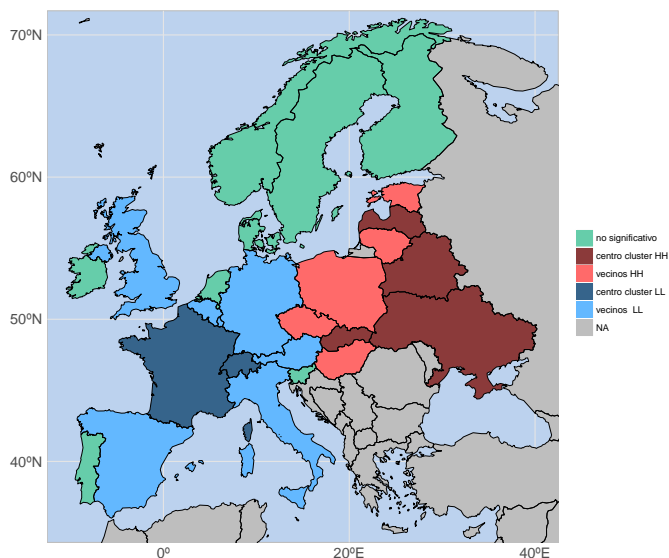 70ºN
60ºN
50ºN
40ºN
0º
20ºE
40ºE
no significativo
centro cluster HH
vecinos HH
centro cluster LL
vecinos  LL
NA